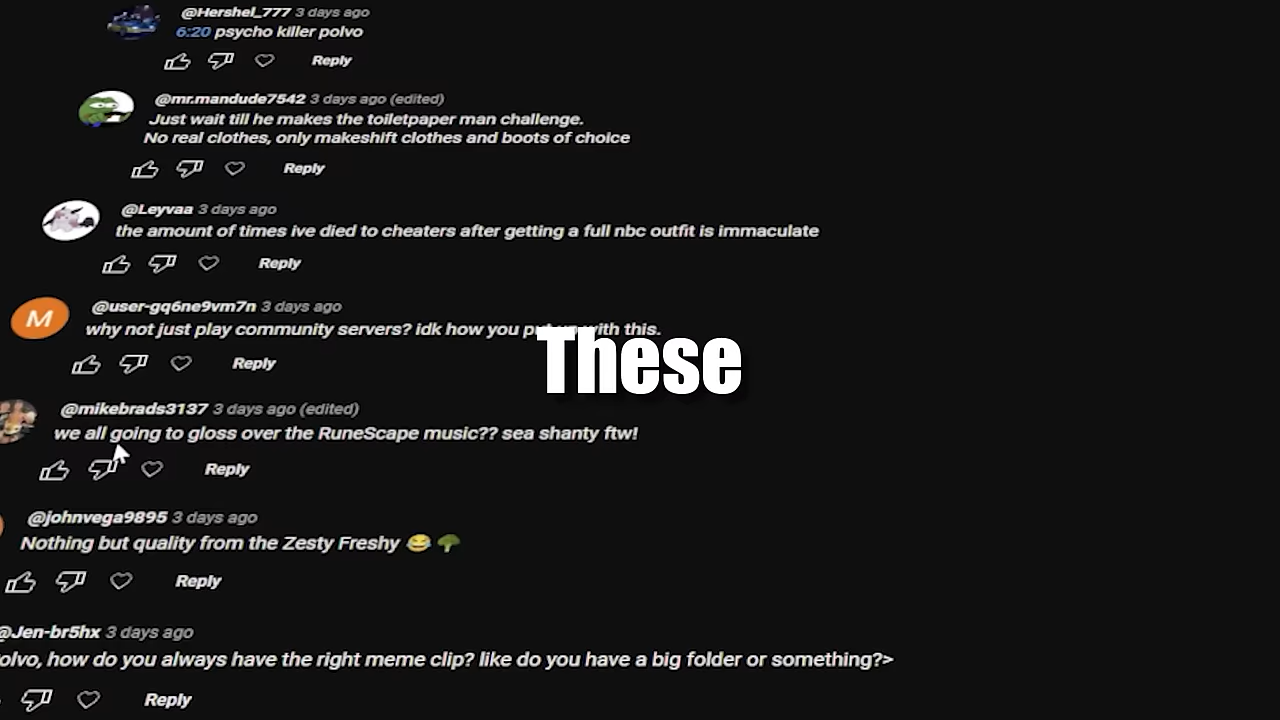 @Hershel_777 3 days ago
6:20 psycho killer polvo
Reply
@mr.mandude7542 3 days ago (edited)
Just wait till he makes the toiletpaper man challenge.
No real clothes, only makeshift clothes and boots of choice
Reply
@Leyvaa 3 days ago
the amount of times ive died to cheaters after getting a full nbc outfit is immaculate
Reply
M
@user-gq6ne9vm7n 3 days ago
why not just play community servers? idk how you put up with this.
Reply
These
@mikebrads3137 3 days ago (edited)
we all going to gloss over the RuneScape music?? sea shanty ftw!
Reply
@johnvega9895 3 days ago
Nothing but quality from the Zesty Freshy 😂 🥦
Reply
@Jen-br5hx 3 days ago
olvo, how do you always have the right meme clip? like do you have a big folder or something?>
Reply